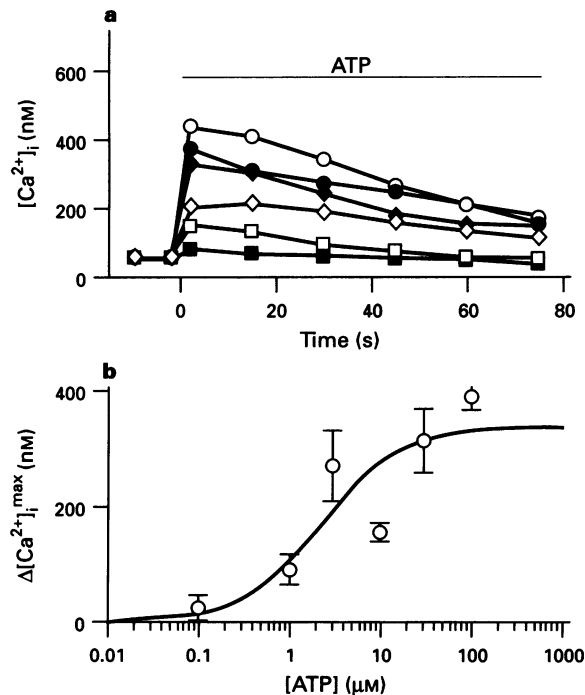 a
ATP
600
400
200
0
[Ca²⁺]ᵢ (nM)
0 20 40 60 80
Time (s)
b
400
200
0
Δ[Ca²⁺]ᵢᵐᵃˣ (nM)
0.01 0.1 1 10 100 1000
[ATP] (μM)